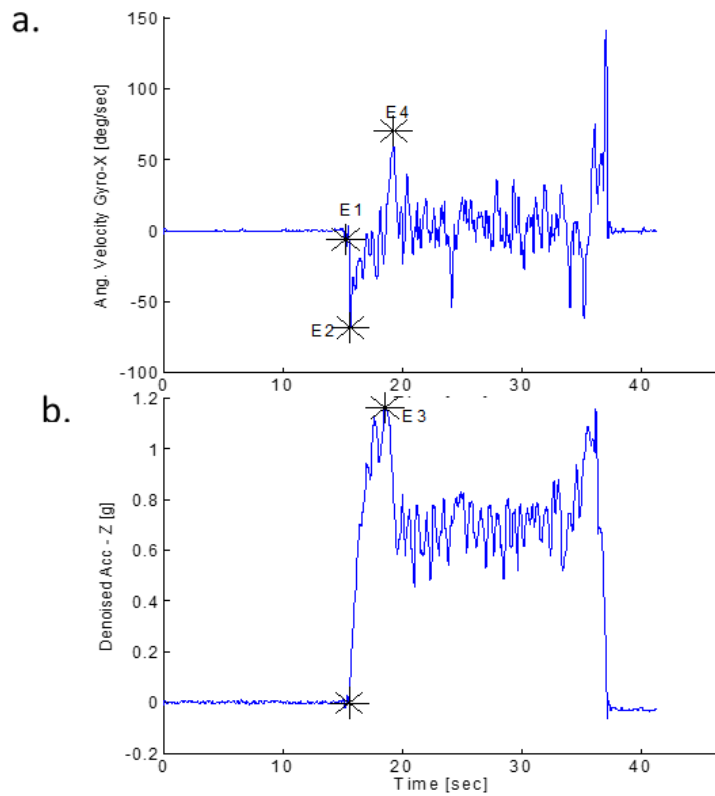 a.
150
100
50
0
-50
-100
Ang. Velocity Gyro-X [deg/sec]
E4
E1
E2
0 10 20 30 40
b.
1.2
1
0.8
0.6
0.4
0.2
0
-0.2
Denoised Acc - Z [g]
E3
0 10 20 30 40
Time [sec]